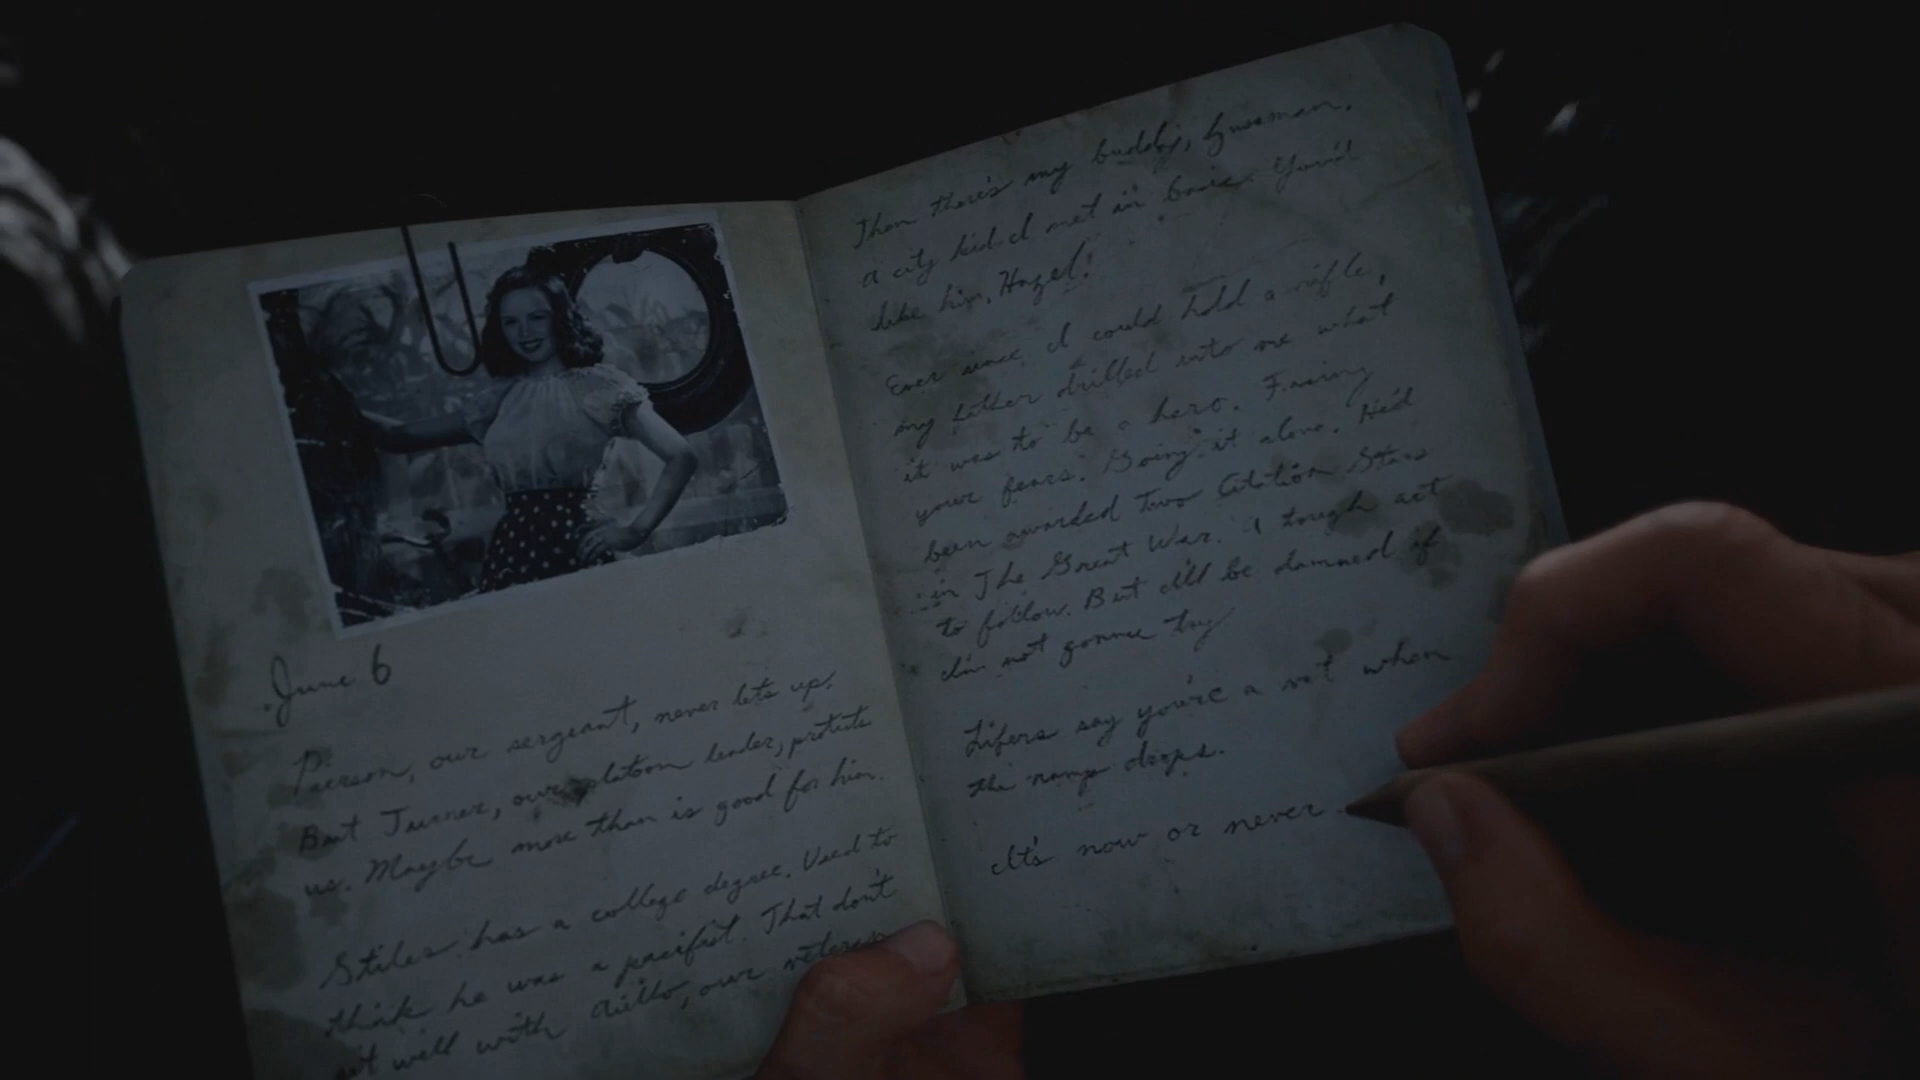 June 6
Pierson, our sergeant, never lets up.
But Turner, our platoon leader, protects
us. Maybe more than is good for him.
Stiles has a college degree. Used to
think he was a pacifist. That don't
sit well with Aiello, our veteran
Then there's my buddy, Zussman.
A city kid I met in basic. You'd
like him, Hazel!
Ever since I could hold a rifle,
my father drilled into me what
it was to be a hero. Facing
your fears. Going it alone. He'd
been awarded two Citation Stars
in The Great War. A tough act
to follow. But I'll be damned if
I'm not gonna try
Lifers say you're a vet when
the ramp drops.
It's now or never